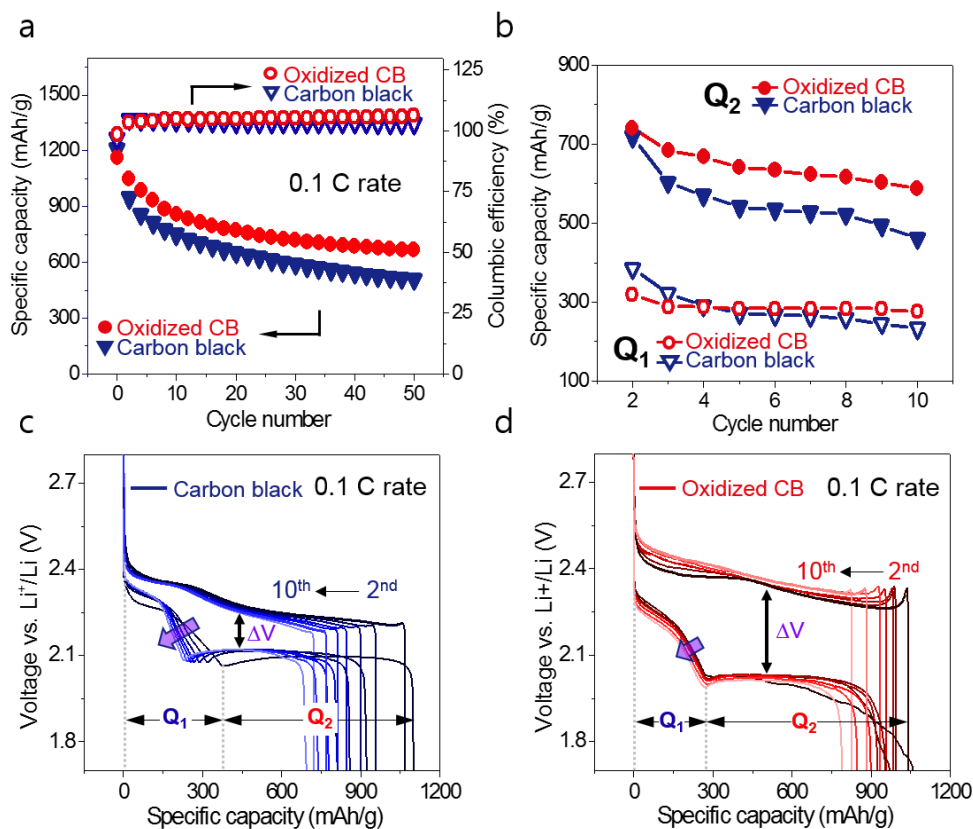 a
Oxidized CB
Carbon black
0.1 C rate
Oxidized CB
Carbon black
1500
1200
900
600
300
0
125
100
75
50
25
0
0 10 20 30 40 50
Specific capacity (mAh/g)
Columbic efficiency (%)
Cycle number
b
Q2
Oxidized CB
Carbon black
Q1
Oxidized CB
Carbon black
900
700
500
300
100
2 4 6 8 10
Specific capacity (mAh/g)
Cycle number
c
Carbon black 0.1 C rate
10th 2nd
ΔV
Q1 Q2
2.7
2.4
2.1
1.8
0 300 600 900 1200
Voltage vs. Li+/Li (V)
Specific capacity (mAh/g)
d
Oxidized CB 0.1 C rate
10th 2nd
ΔV
Q1 Q2
2.7
2.4
2.1
1.8
0 300 600 900 1200
Voltage vs. Li+/Li (V)
Specific capacity (mAh/g)